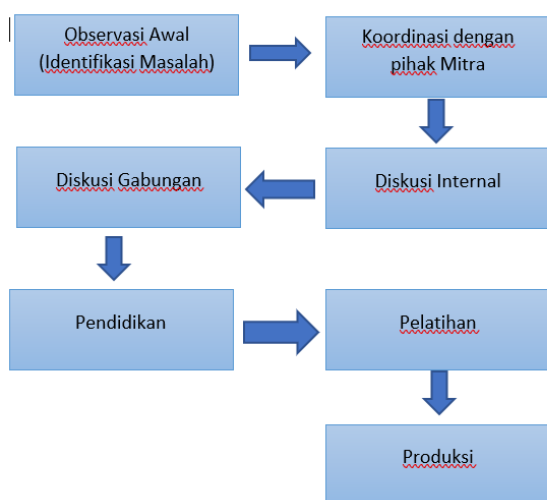 Observasi Awal
(Identifikasi Masalah)
Koordinasi dengan
pihak Mitra
Diskusi Internal
Diskusi Gabungan
Pendidikan
Pelatihan
Produksi